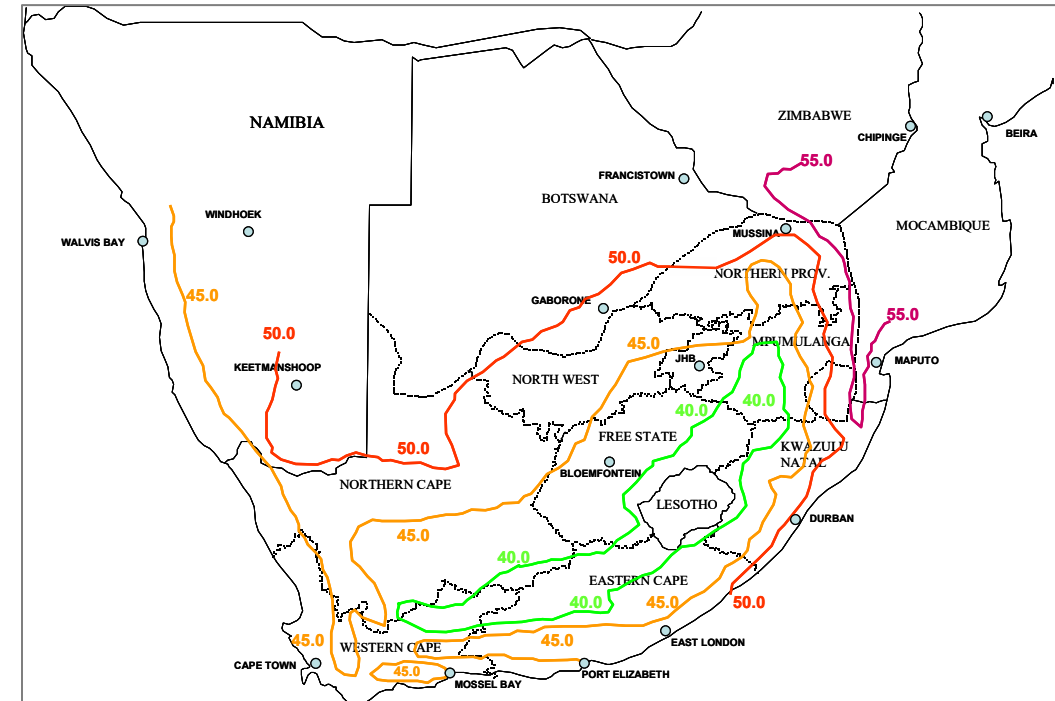 NAMIBIA
ZIMBABWE
CHIPINGE
BEIRA
55.0
FRANCISTOWN
BOTSWANA
WINDHOEK
WALVIS BAY
MOCAMBIQUE
MUSSINA
50.0
NORTHERN PROV.
45.0
GABORONE
55.0
50.0
45.0
MPUMULANGA
KEETMANSHOOP
JHB
MAPUTO
NORTH WEST
40.0
40.0
FREE STATE
50.0
KWAZULU
NATAL
BLOEMFONTEIN
NORTHERN CAPE
LESOTHO
DURBAN
45.0
40.0
EASTERN CAPE
40.0
45.0
50.0
45.0
WESTERN CAPE
45.0
EAST LONDON
CAPE TOWN
45.0
MOSSEL BAY
PORT ELIZABETH